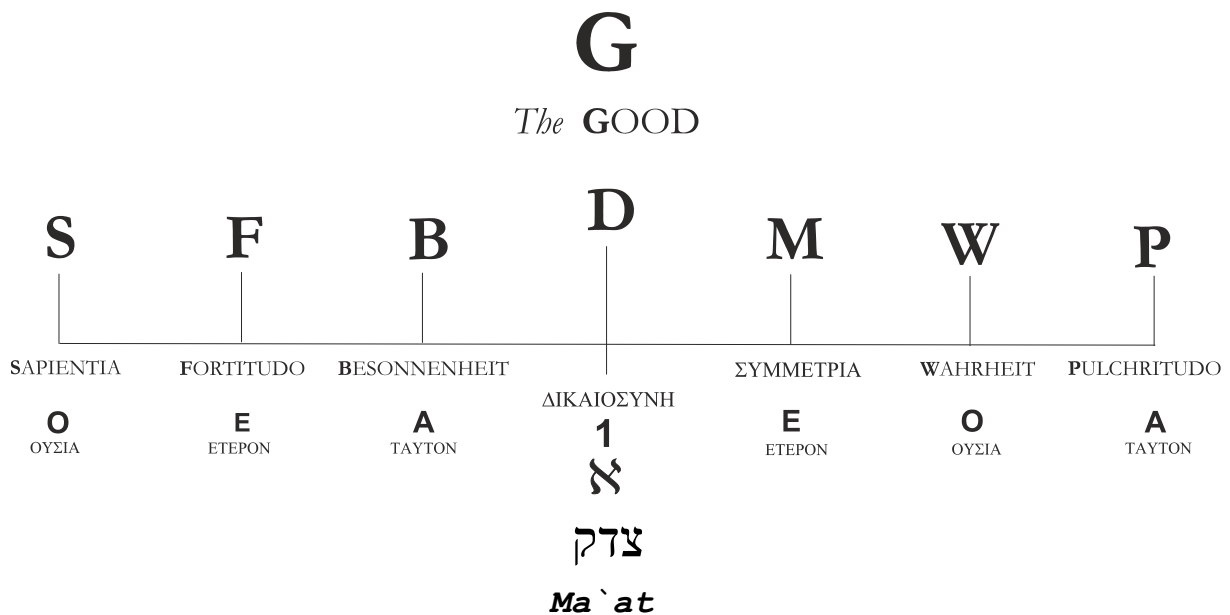 G
The GOOD
S F B D M W P
SAPIENTIA FORTITUDO BESONNENHEIT ΣΥΜΜΕΤΡΙΑ WAHRHEIT PULCHRITUDO
ΔΙΚΑΙΟΣΥΝΗ
O E A 1 E O A
ΟΥΣΙΑ ΕΤΕΡΟΝ ΤΑΥΤΟΝ ΕΤΕΡΟΝ ΟΥΣΙΑ ΤΑΥΤΟΝ
א
צדק
Ma`at